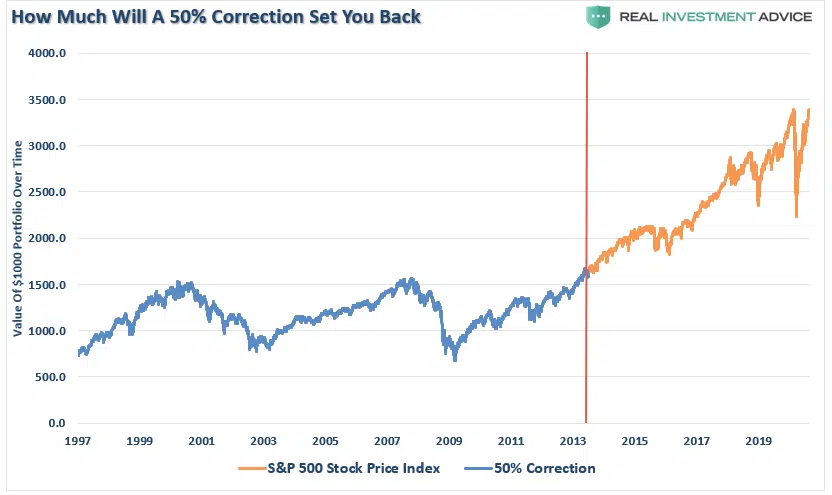 How Much Will A 50% Correction Set You Back
REAL INVESTMENT ADVICE
Value Of $1000 Portfolio Over Time
4000.0
3500.0
3000.0
2500.0
2000.0
1500.0
1000.0
500.0
0.0
1997 1999 2001 2003 2005 2007 2009 2011 2013 2015 2017 2019
S&P 500 Stock Price Index 50% Correction